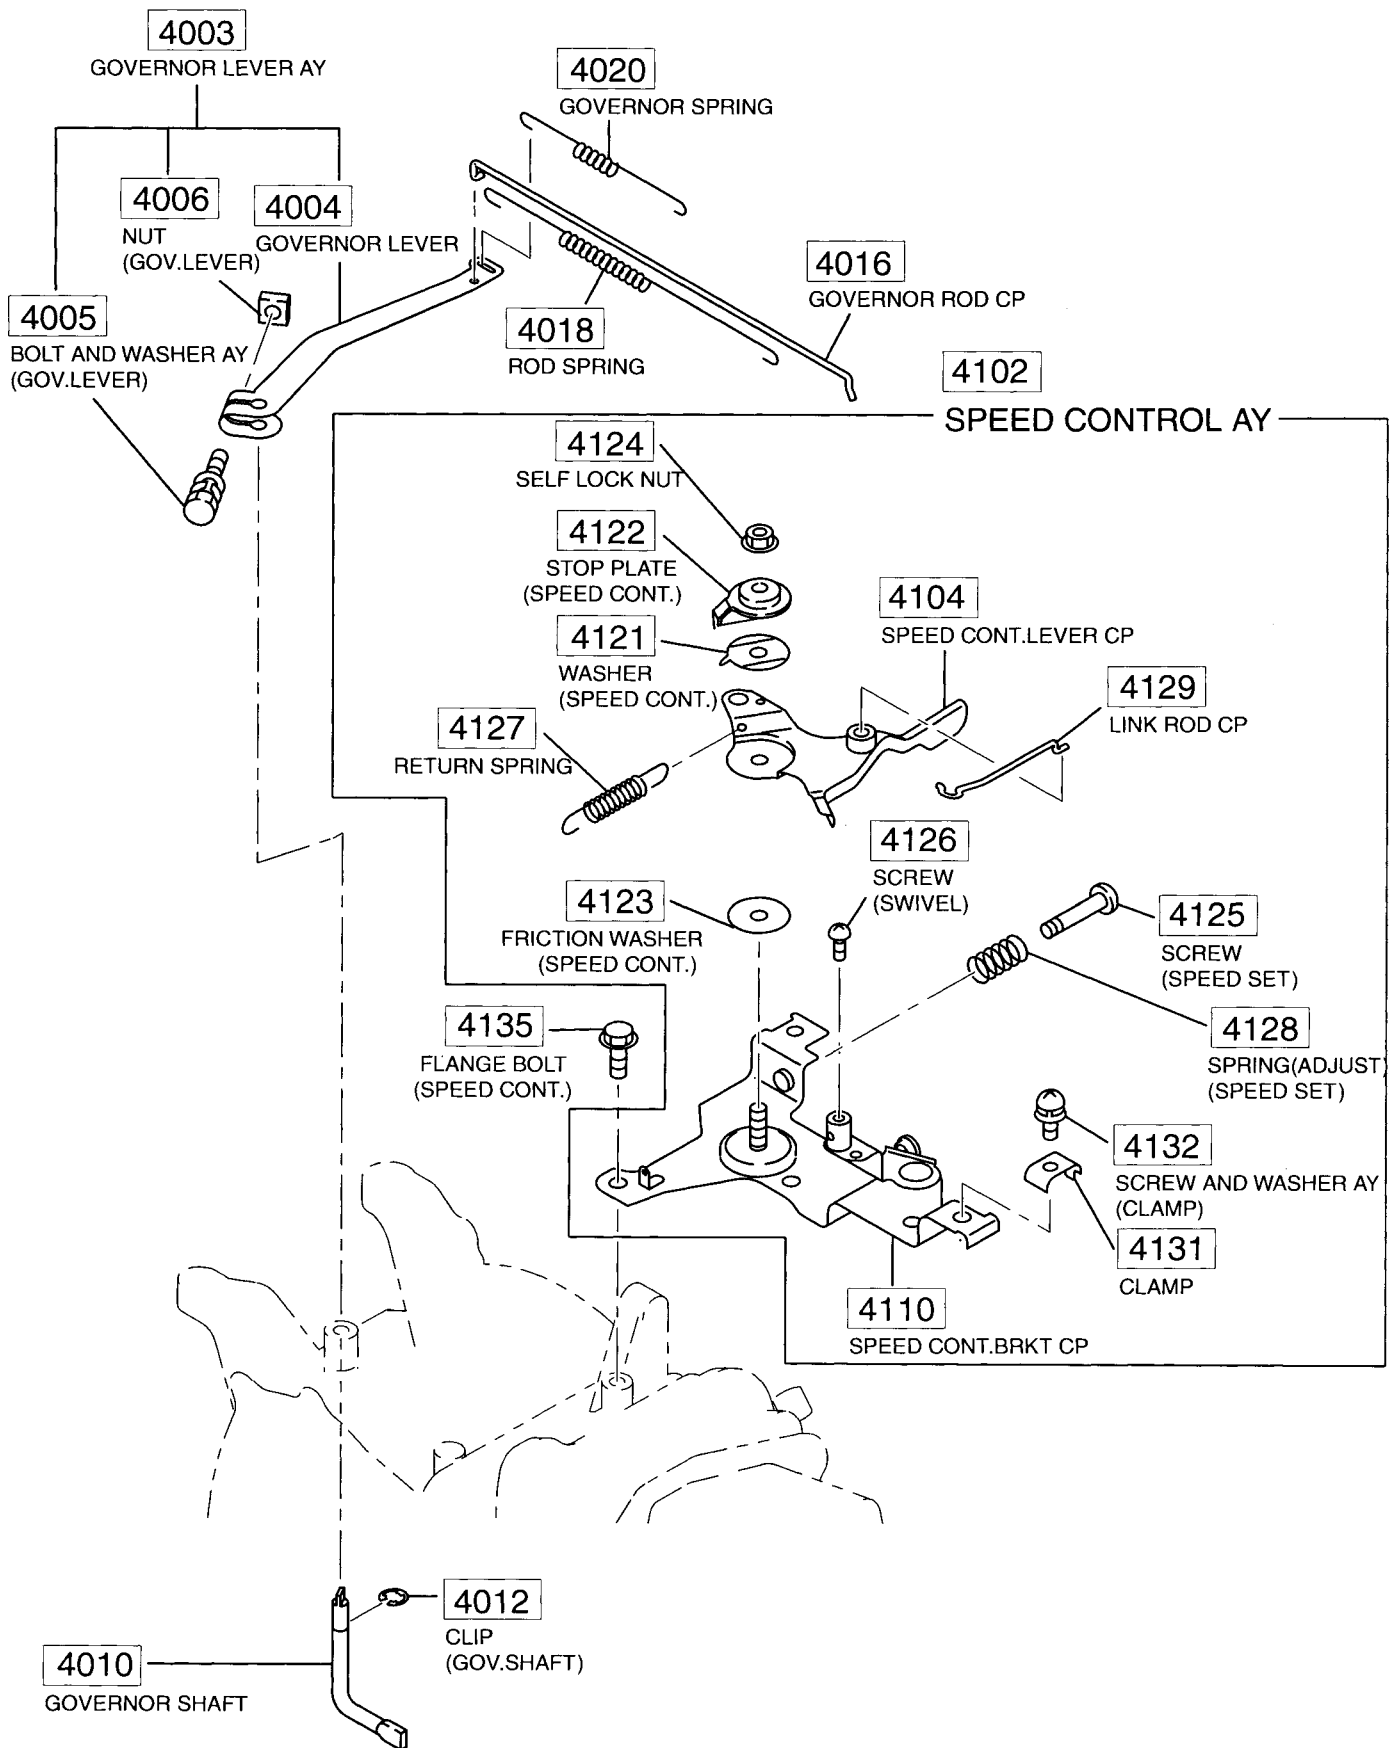 4003
GOVERNOR LEVER AY
4020
GOVERNOR SPRING
4006
NUT
(GOV.LEVER)
4004
GOVERNOR LEVER
4016
GOVERNOR ROD CP
4005
BOLT AND WASHER AY
(GOV.LEVER)
4018
ROD SPRING
4102
SPEED CONTROL AY
4124
SELF LOCK NUT
4122
STOP PLATE
(SPEED CONT.)
4104
SPEED CONT.LEVER CP
4121
WASHER
(SPEED CONT.)
4129
LINK ROD CP
4127
RETURN SPRING
4126
SCREW
(SWIVEL)
4123
FRICTION WASHER
(SPEED CONT.)
4125
SCREW
(SPEED SET)
4135
FLANGE BOLT
(SPEED CONT.)
4128
SPRING(ADJUST)
(SPEED SET)
4132
SCREW AND WASHER AY
(CLAMP)
4131
CLAMP
4110
SPEED CONT.BRKT CP
4012
CLIP
(GOV.SHAFT)
4010
GOVERNOR SHAFT